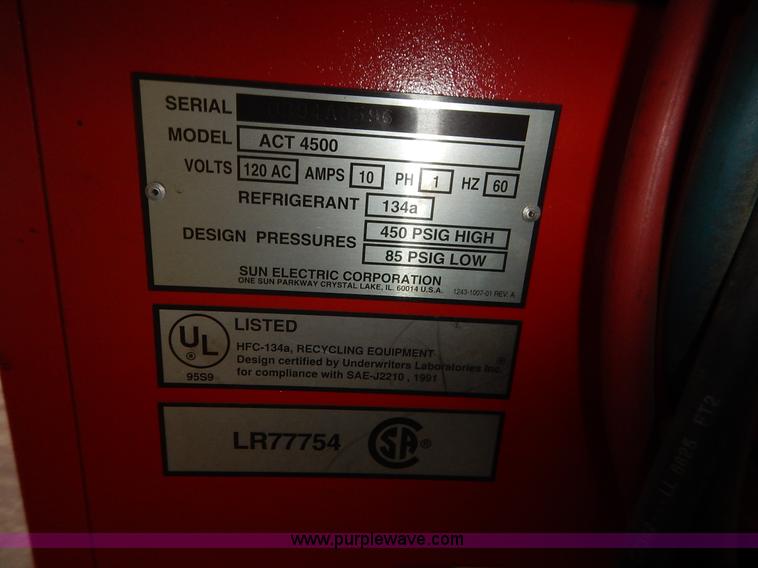 SERIAL
MODEL ACT 4500
VOLTS 120 AC AMPS 10 PH 1 HZ 60
REFRIGERANT 134a
DESIGN PRESSURES 450 PSIG HIGH
85 PSIG LOW
SUN ELECTRIC CORPORATION
ONE SUN PARKWAY CRYSTAL LAKE, IL. 60014 U.S.A. 1243-1007-01 REV. A
UL ®
95S9
LISTED
HFC-134a, RECYCLING EQUIPMENT
Design certified by Underwriters Laboratories Inc.®
for compliance with SAE-J2210 , 1991
LR77754 CSA ®
www.purplewave.com